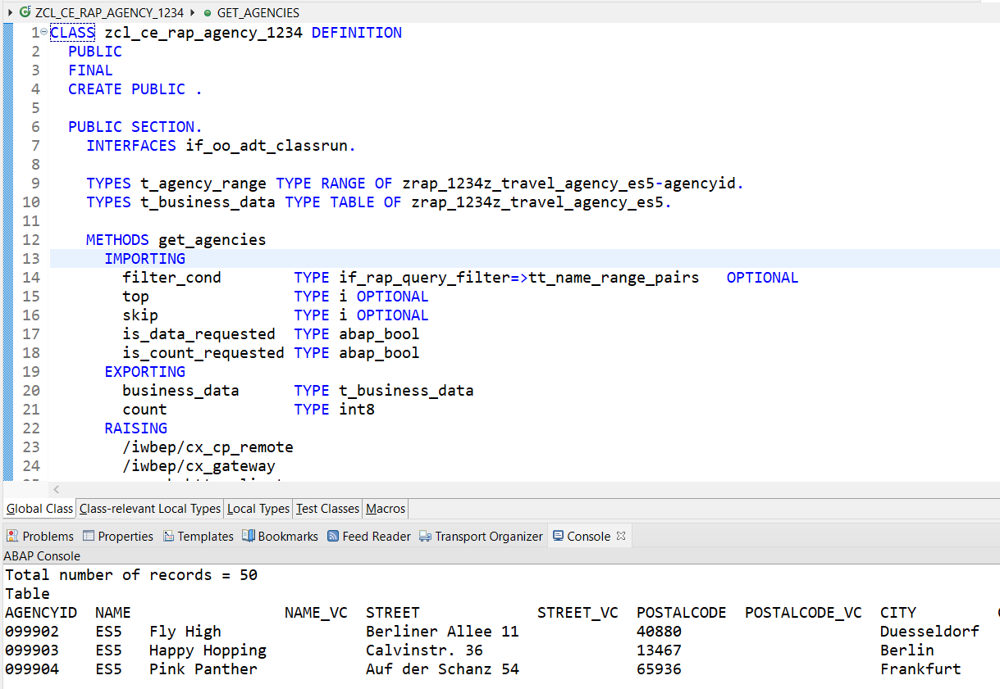 ZCL_CE_RAP_AGENCY_1234 GET_AGENCIES
1 CLASS zcl_ce_rap_agency_1234 DEFINITION
2 PUBLIC
3 FINAL
4 CREATE PUBLIC .
5
6 PUBLIC SECTION.
7 INTERFACES if_oo_adt_classrun.
8
9 TYPES t_agency_range TYPE RANGE OF zrap_1234z_travel_agency_es5-agencyid.
10 TYPES t_business_data TYPE TABLE OF zrap_1234z_travel_agency_es5.
11
12 METHODS get_agencies
13 IMPORTING
14 filter_cond TYPE if_rap_query_filter=>tt_name_range_pairs OPTIONAL
15 top TYPE i OPTIONAL
16 skip TYPE i OPTIONAL
17 is_data_requested TYPE abap_bool
18 is_count_requested TYPE abap_bool
19 EXPORTING
20 business_data TYPE t_business_data
21 count TYPE int8
22 RAISING
23 /iwbep/cx_cp_remote
24 /iwbep/cx_gateway
Global Class Class-relevant Local Types Local Types Test Classes Macros
Problems Properties Templates Bookmarks Feed Reader Transport Organizer Console
ABAP Console
Total number of records = 50
Table
AGENCYID NAME NAME_VC STREET STREET_VC POSTALCODE POSTALCODE_VC CITY
099902 ES5 Fly High Berliner Allee 11 40880 Duesseldorf
099903 ES5 Happy Hopping Calvinstr. 36 13467 Berlin
099904 ES5 Pink Panther Auf der Schanz 54 65936 Frankfurt